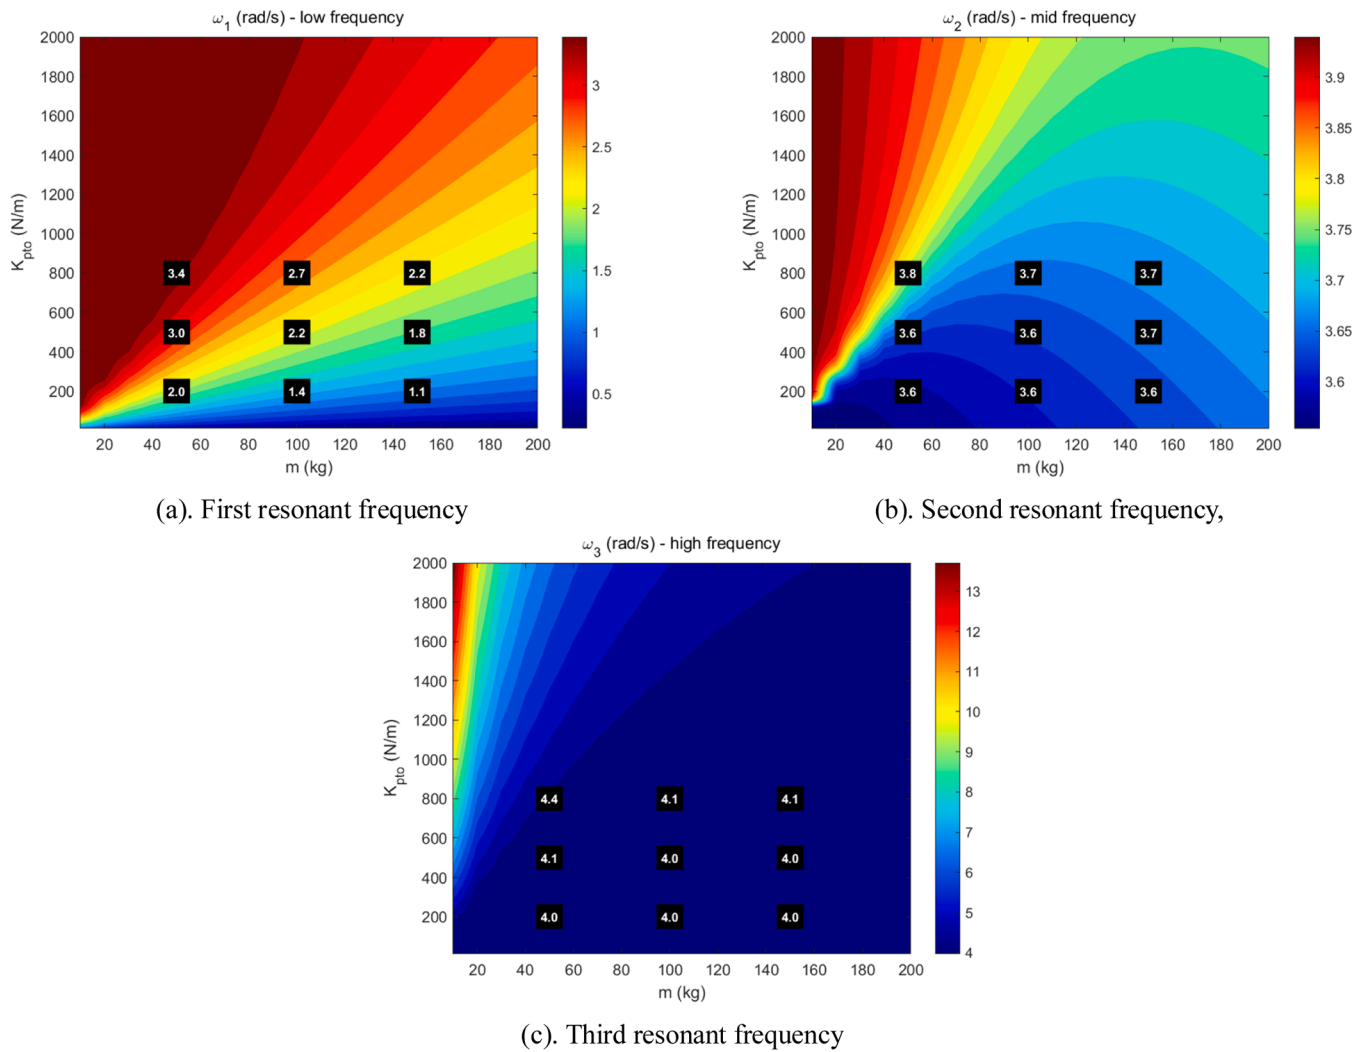 ω1 (rad/s) - low frequency
2000
1800
1600
1400
1200
1000
800
600
400
200
Kpto (N/m)
3.4 2.7 2.2
3.0 2.2 1.8
2.0 1.4 1.1
20 40 60 80 100 120 140 160 180 200
m (kg)
3
2.5
2
1.5
1
0.5
(a). First resonant frequency
ω2 (rad/s) - mid frequency
2000
1800
1600
1400
1200
1000
800
600
400
200
Kpto (N/m)
3.8 3.7 3.7
3.6 3.6 3.7
3.6 3.6 3.6
20 40 60 80 100 120 140 160 180 200
m (kg)
3.9
3.85
3.8
3.75
3.7
3.65
3.6
(b). Second resonant frequency,
ω3 (rad/s) - high frequency
2000
1800
1600
1400
1200
1000
800
600
400
200
Kpto (N/m)
4.4 4.1 4.1
4.1 4.0 4.0
4.0 4.0 4.0
20 40 60 80 100 120 140 160 180 200
m (kg)
13
12
11
10
9
8
7
6
5
4
(c). Third resonant frequency